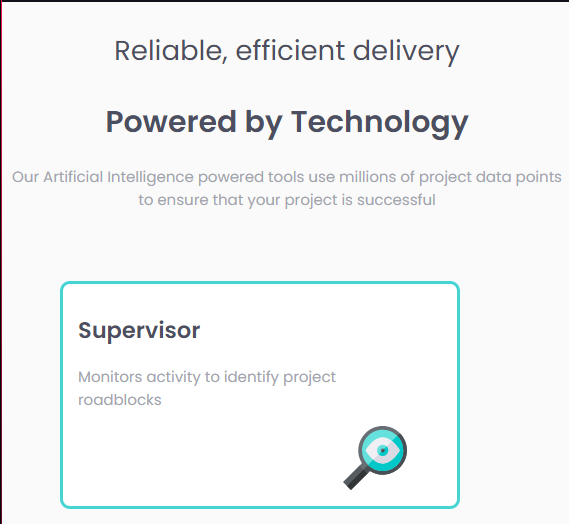 Reliable, efficient delivery
Powered by Technology
Our Artificial Intelligence powered tools use millions of project data points
to ensure that your project is successful
Supervisor
Monitors activity to identify project
roadblocks